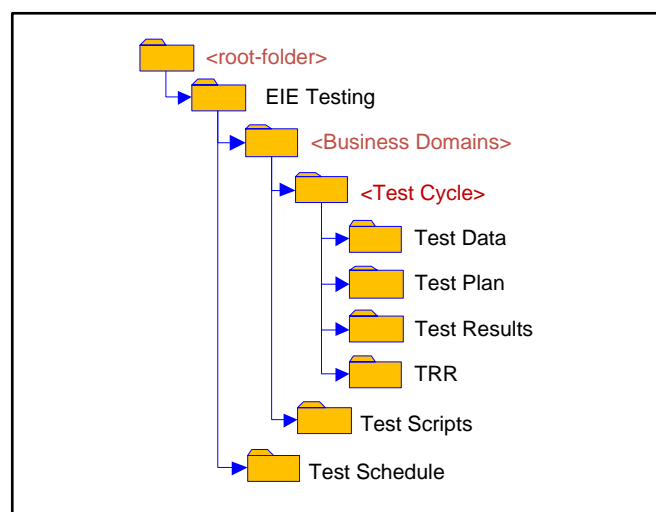 <root-folder>
EIE Testing
<Business Domains>
<Test Cycle>
Test Data
Test Plan
Test Results
TRR
Test Scripts
Test Schedule